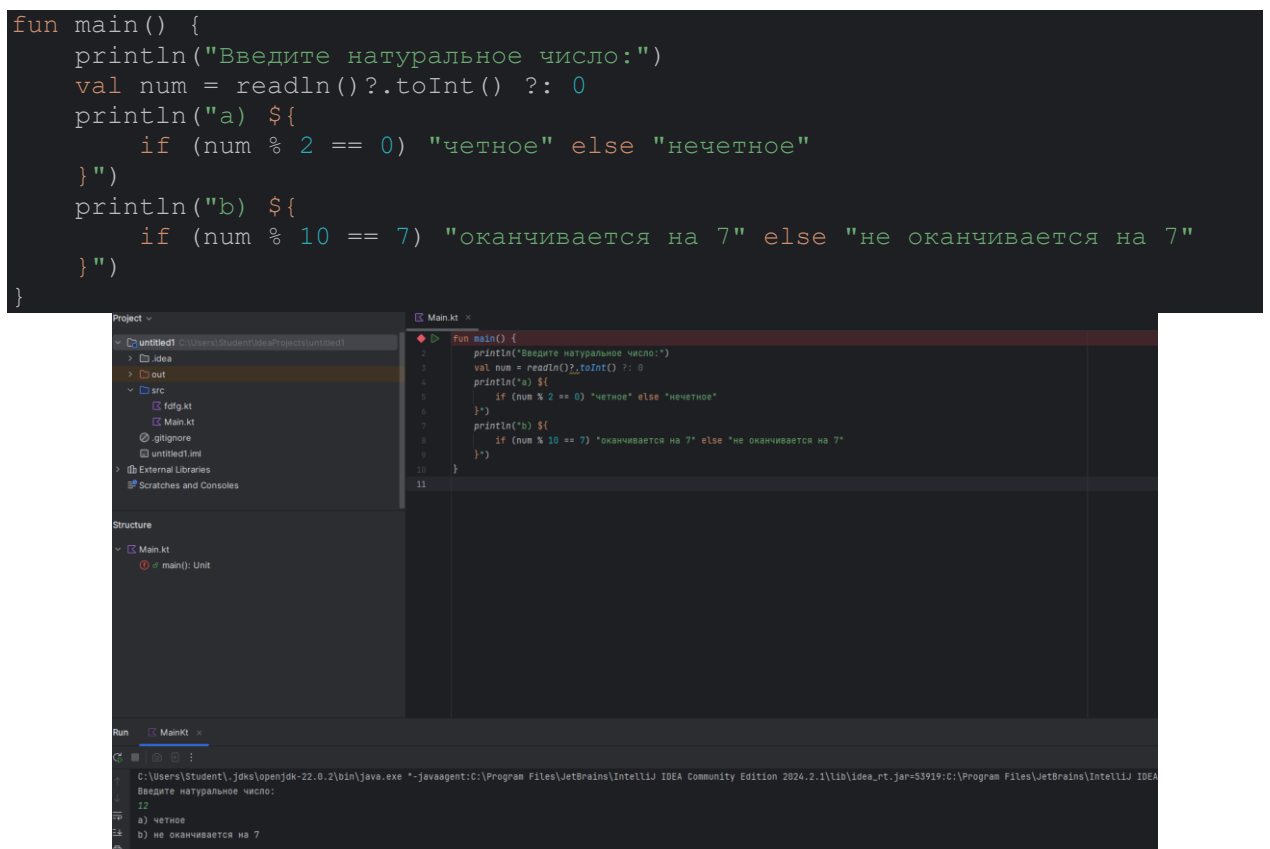 fun main() {
    println("Введите натуральное число:")
    val num = readln()?.toInt() ?: 0
    println("a) ${
        if (num % 2 == 0) "четное" else "нечетное"
    }")
    println("b) ${
        if (num % 10 == 7) "оканчивается на 7" else "не оканчивается на 7"
    }")
}
Project
untitled1 C:\Users\Student\IdeaProjects\untitled1
.idea
out
src
fdfg.kt
Main.kt
.gitignore
untitled1.iml
External Libraries
Scratches and Consoles
Structure
Main.kt
main(): Unit
Main.kt ×
fun main() {
2 println("Введите натуральное число:")
3 val num = readln()?.toInt() ?: 0
4 println("a) ${
5 if (num % 2 == 0) "четное" else "нечетное"
6 }")
7 println("b) ${
8 if (num % 10 == 7) "оканчивается на 7" else "не оканчивается на 7"
9 }")
10 }
11
Run MainKt ×
C:\Users\Student\.jdks\openjdk-22.0.2\bin\java.exe "-javaagent:C:\Program Files\JetBrains\IntelliJ IDEA Community Edition 2024.2.1\lib\idea_rt.jar=53919:C:\Program Files\JetBrains\IntelliJ IDEA
Введите натуральное число:
12
a) четное
b) не оканчивается на 7